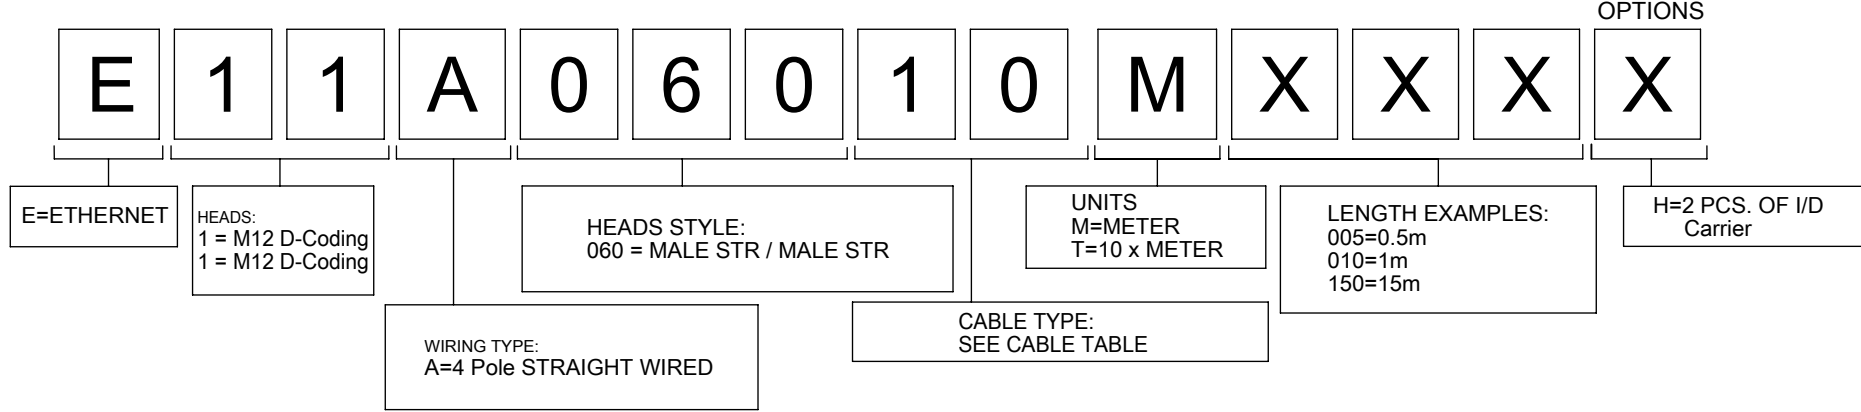 OPTIONS
E 1 1 A 0 6 0 1 0 M X X X X
E=ETHERNET
HEADS:
1 = M12 D-Coding
1 = M12 D-Coding
WIRING TYPE:
A=4 Pole STRAIGHT WIRED
HEADS STYLE:
060 = MALE STR / MALE STR
CABLE TYPE:
SEE CABLE TABLE
UNITS
M=METER
T=10 x METER
LENGTH EXAMPLES:
005=0.5m
010=1m
150=15m
H=2 PCS. OF I/D
Carrier